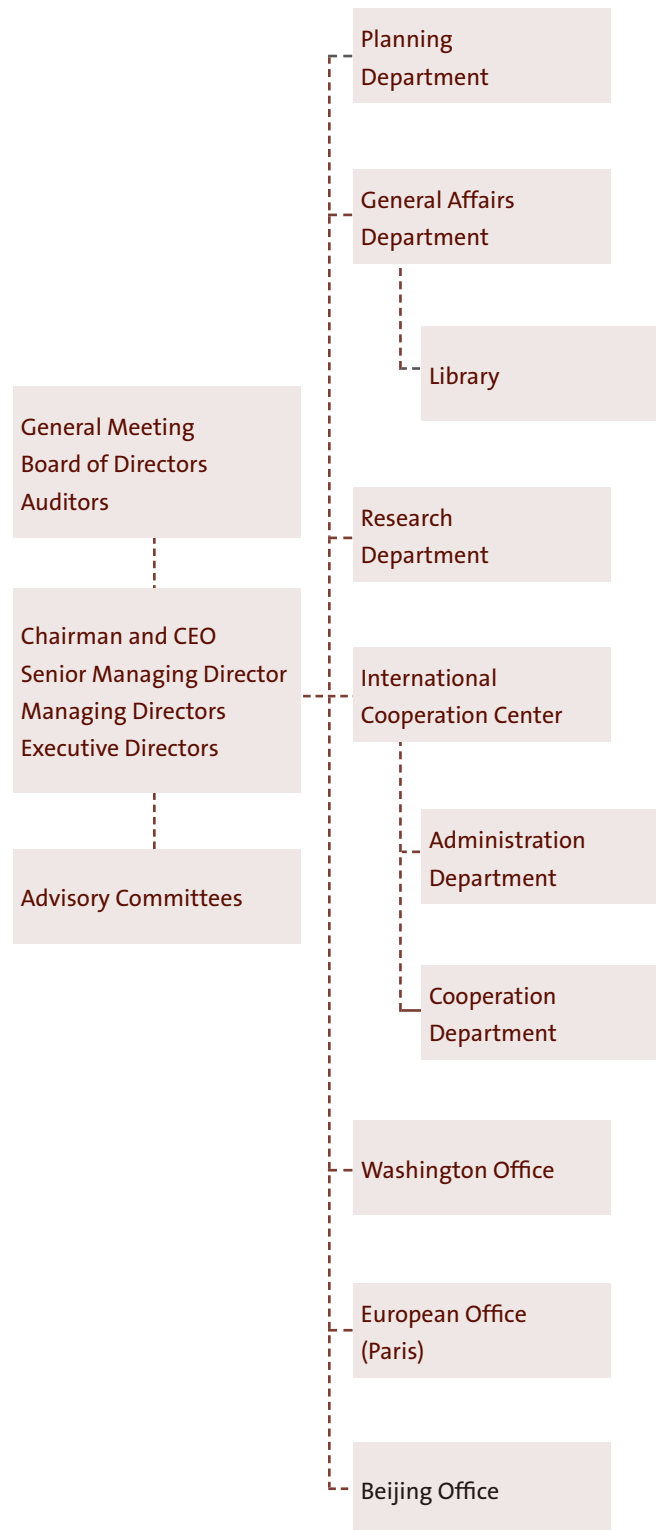 General Meeting
Board of Directors
Auditors
Chairman and CEO
Senior Managing Director
Managing Directors
Executive Directors
Advisory Committees
Planning
Department
General Affairs
Department
Library
Research
Department
International
Cooperation Center
Administration
Department
Cooperation
Department
Washington Office
European Office
(Paris)
Beijing Office